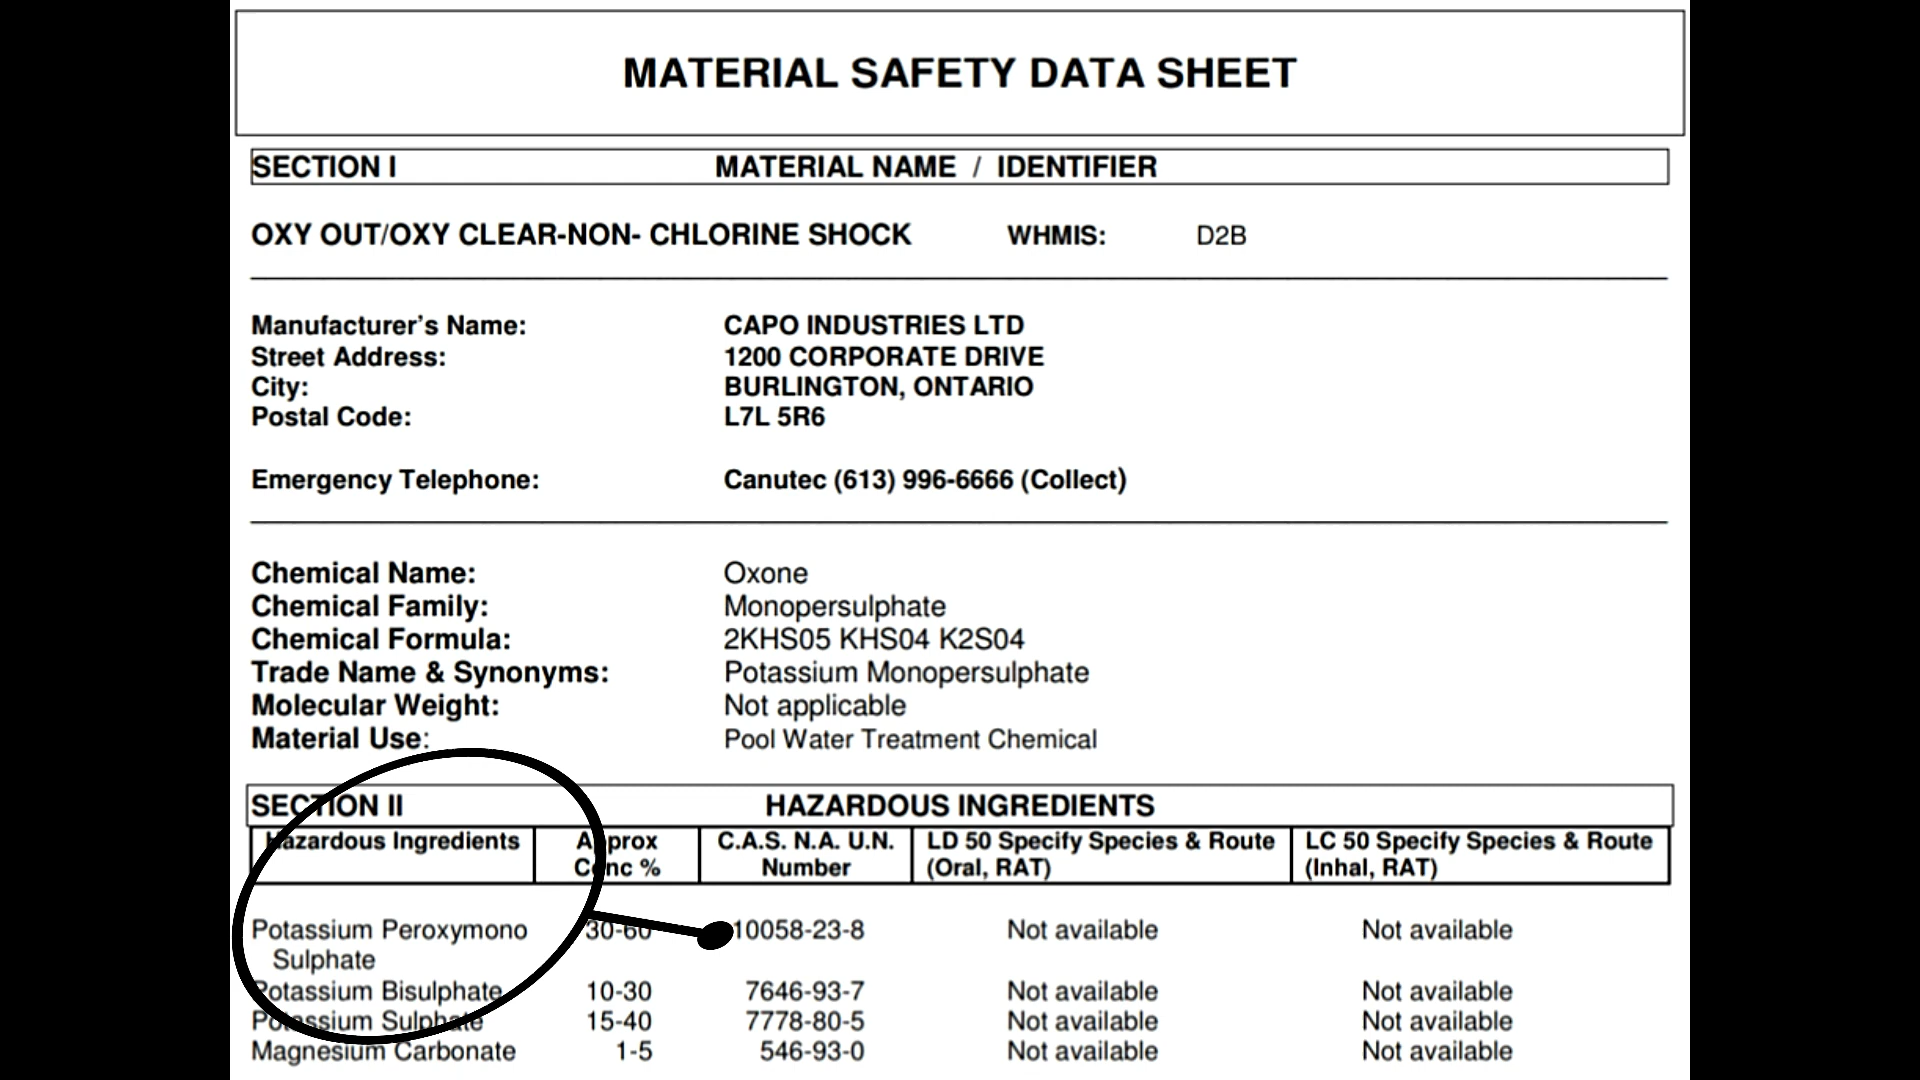 MATERIAL SAFETY DATA SHEET
SECTION I MATERIAL NAME / IDENTIFIER
OXY OUT/OXY CLEAR-NON- CHLORINE SHOCK WHMIS: D2B
Manufacturer’s Name: CAPO INDUSTRIES LTD
Street Address: 1200 CORPORATE DRIVE
City: BURLINGTON, ONTARIO
Postal Code: L7L 5R6
Emergency Telephone: Canutec (613) 996-6666 (Collect)
Chemical Name: Oxone
Chemical Family: Monopersulphate
Chemical Formula: 2KHS05 KHS04 K2S04
Trade Name & Synonyms: Potassium Monopersulphate
Molecular Weight: Not applicable
Material Use: Pool Water Treatment Chemical
SECTION II HAZARDOUS INGREDIENTS
Hazardous Ingredients Approx C.A.S. N.A. U.N. LD 50 Specify Species & Route LC 50 Specify Species & Route
Conc % Number (Oral, RAT) (Inhal, RAT)
Potassium Peroxymono 30-60 10058-23-8 Not available Not available
Sulphate
Potassium Bisulphate 10-30 7646-93-7 Not available Not available
Potassium Sulphate 15-40 7778-80-5 Not available Not available
Magnesium Carbonate 1-5 546-93-0 Not available Not available